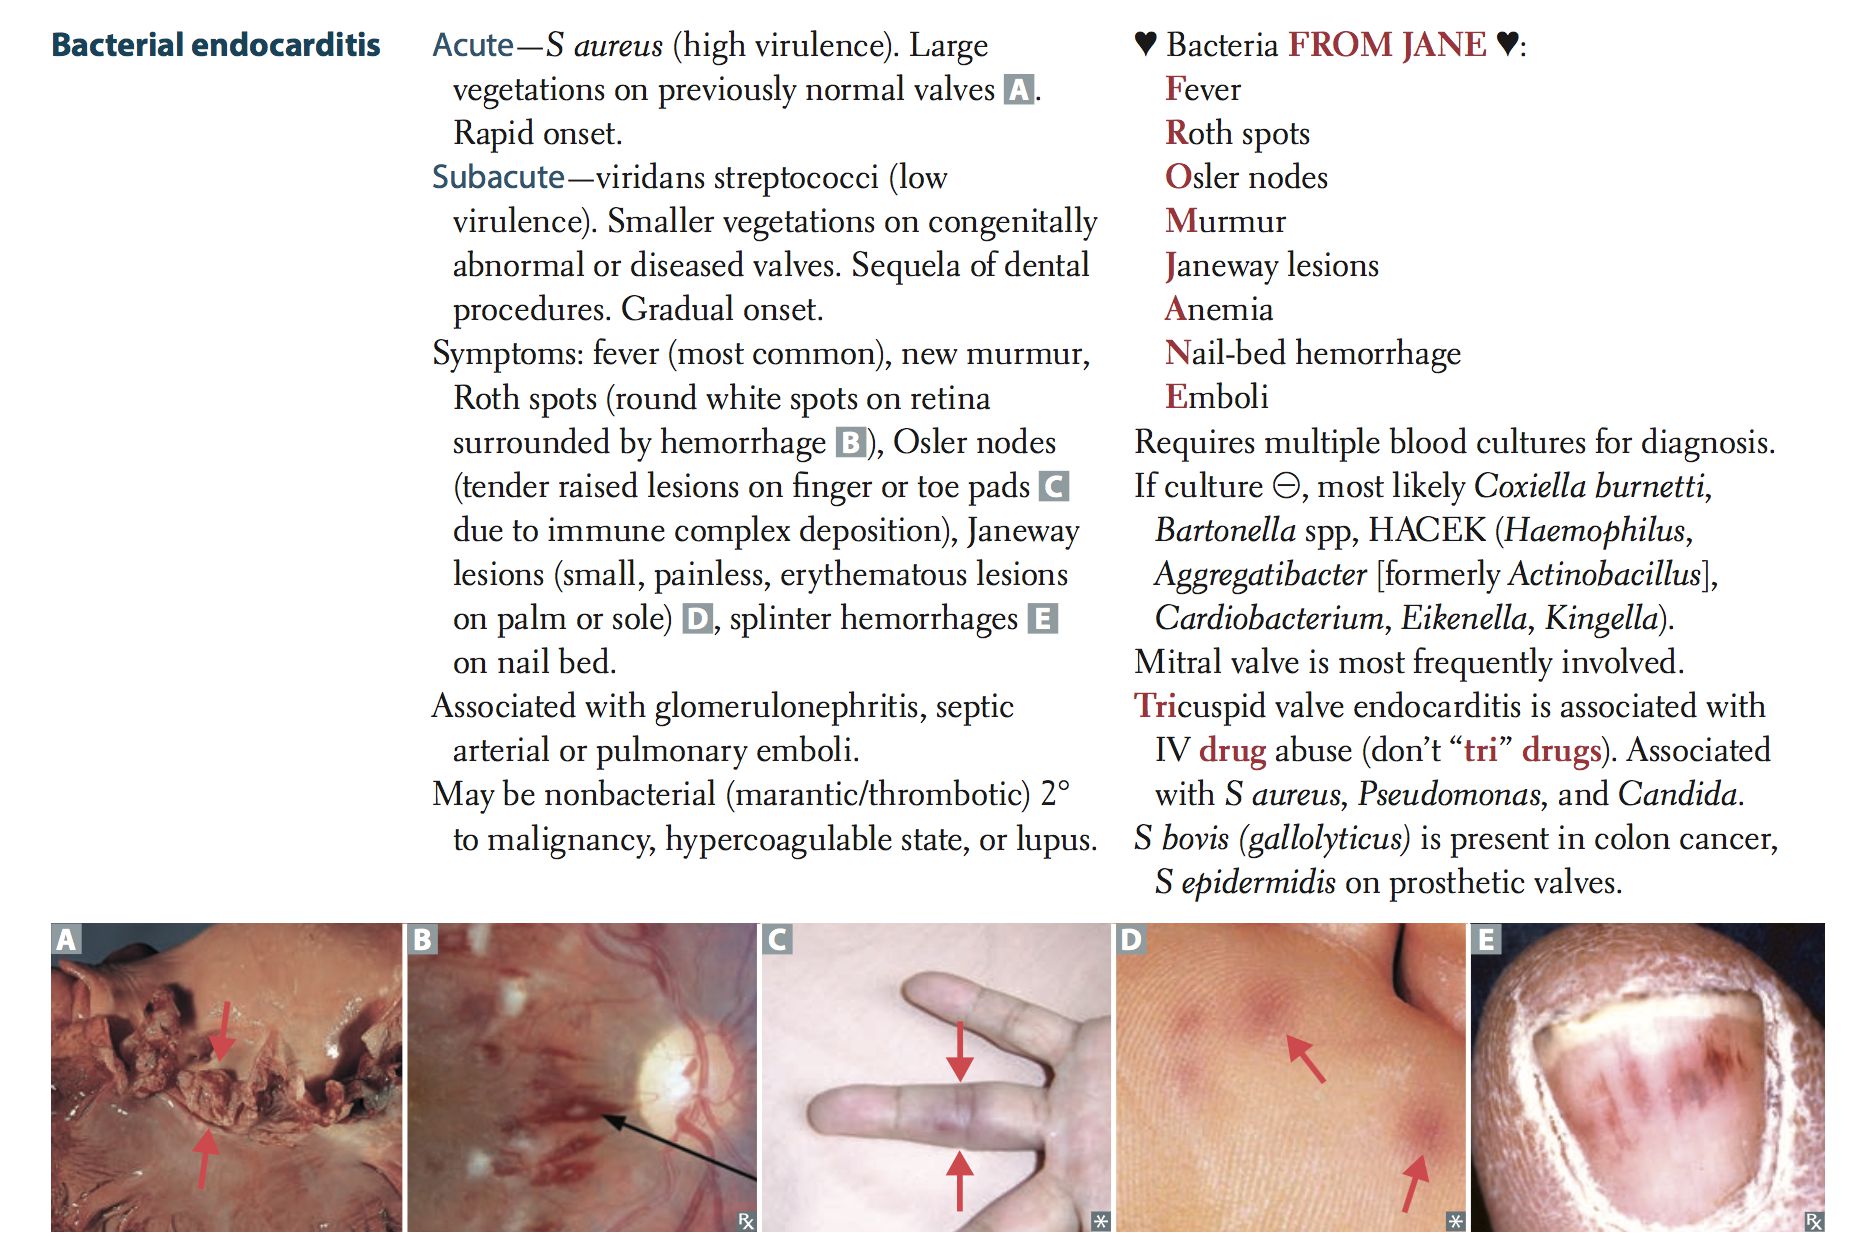 Bacterial endocarditis
Acute—S aureus (high virulence). Large
vegetations on previously normal valves A.
Rapid onset.
Subacute—viridans streptococci (low
virulence). Smaller vegetations on congenitally
abnormal or diseased valves. Sequela of dental
procedures. Gradual onset.
Symptoms: fever (most common), new murmur,
Roth spots (round white spots on retina
surrounded by hemorrhage B), Osler nodes
(tender raised lesions on finger or toe pads C
due to immune complex deposition), Janeway
lesions (small, painless, erythematous lesions
on palm or sole) D, splinter hemorrhages E
on nail bed.
Associated with glomerulonephritis, septic
arterial or pulmonary emboli.
May be nonbacterial (marantic/thrombotic) 2°
to malignancy, hypercoagulable state, or lupus.
♥ Bacteria FROM JANE ♥:
Fever
Roth spots
Osler nodes
Murmur
Janeway lesions
Anemia
Nail-bed hemorrhage
Emboli
Requires multiple blood cultures for diagnosis.
If culture ⊖, most likely Coxiella burnetti,
Bartonella spp, HACEK (Haemophilus,
Aggregatibacter [formerly Actinobacillus],
Cardiobacterium, Eikenella, Kingella).
Mitral valve is most frequently involved.
Tricuspid valve endocarditis is associated with
IV drug abuse (don’t “tri” drugs). Associated
with S aureus, Pseudomonas, and Candida.
S bovis (gallolyticus) is present in colon cancer,
S epidermidis on prosthetic valves.
A
B
C
D
E
℞
*
*
℞